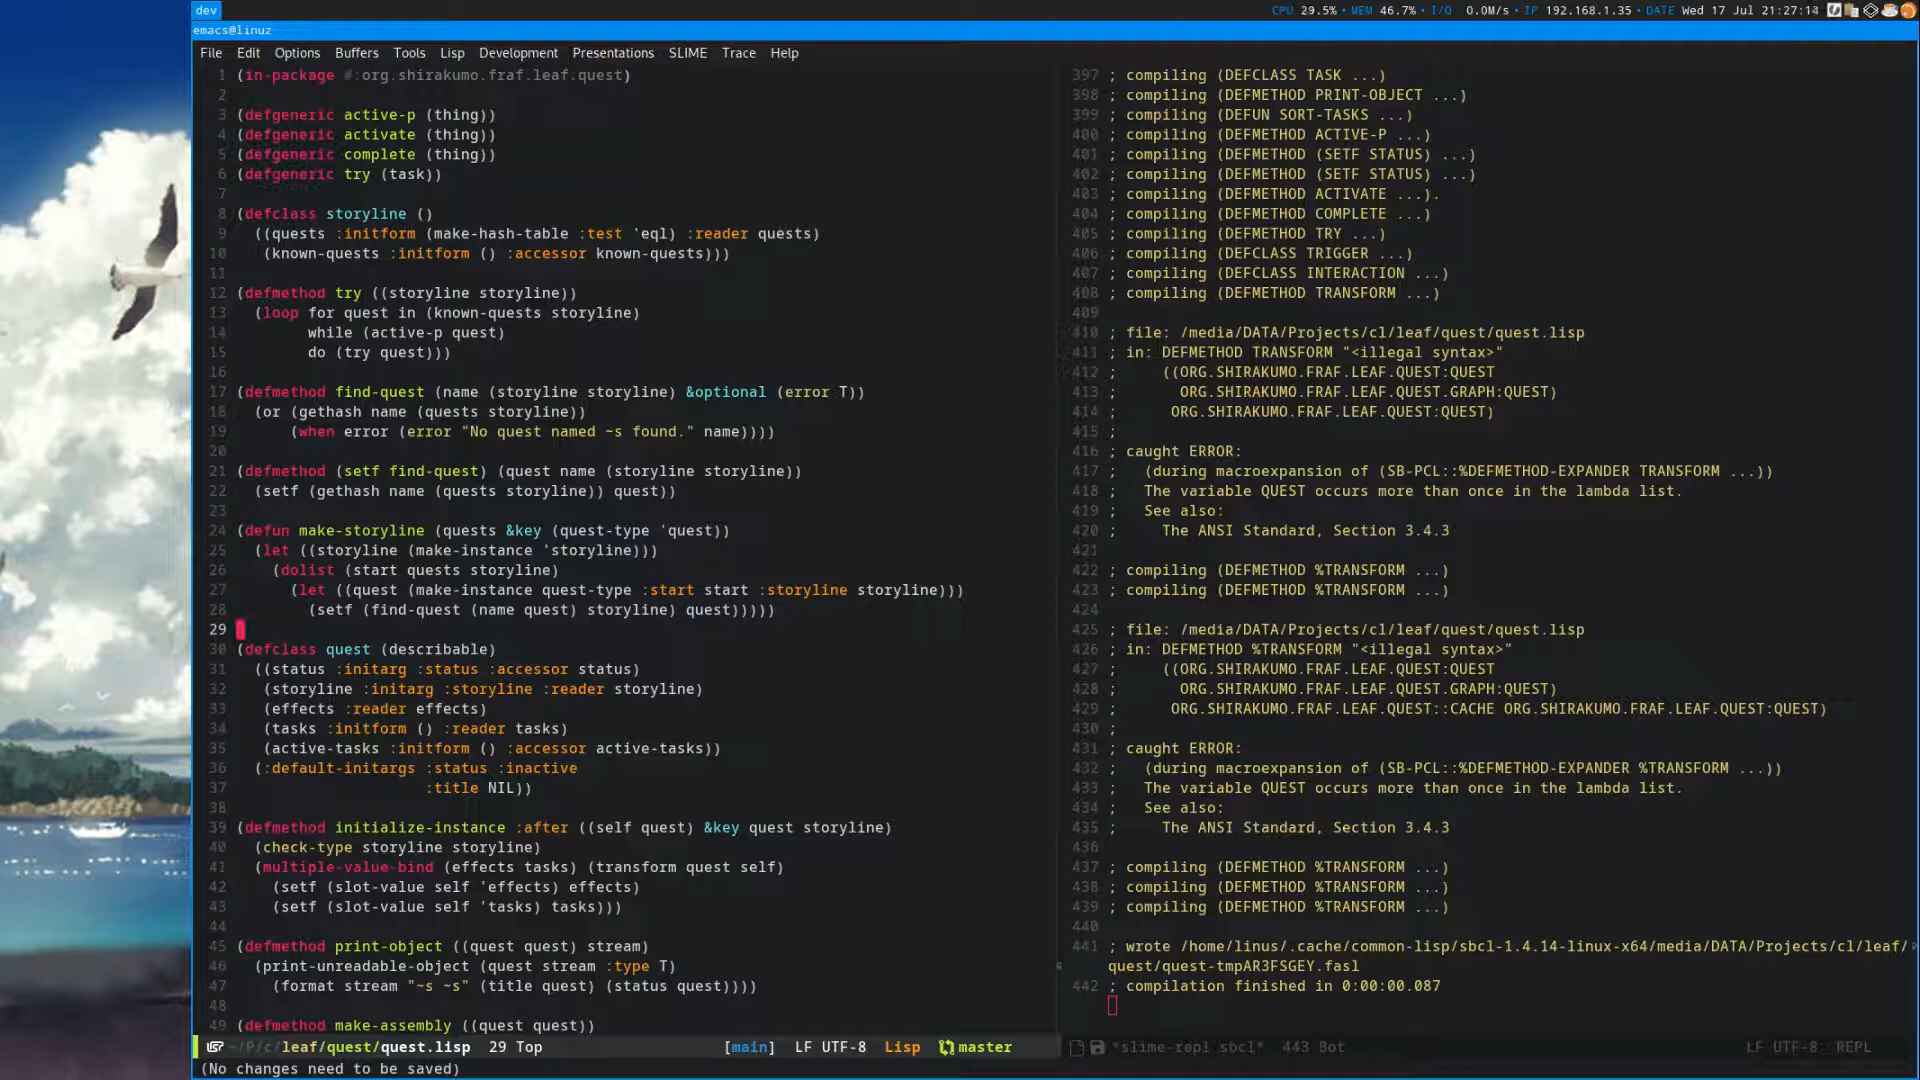 dev
CPU 29.5% • MEM 46.7% • I/O 0.0M/s • IP 192.168.1.35 • DATE Wed 17 Jul 21:27:14
emacs@linuz
File Edit Options Buffers Tools Lisp Development Presentations SLIME Trace Help
1 (in-package #:org.shirakumo.fraf.leaf.quest)
2
3 (defgeneric active-p (thing))
4 (defgeneric activate (thing))
5 (defgeneric complete (thing))
6 (defgeneric try (task))
7
8 (defclass storyline ()
9   ((quests :initform (make-hash-table :test 'eql) :reader quests)
10    (known-quests :initform () :accessor known-quests)))
11
12 (defmethod try ((storyline storyline))
13   (loop for quest in (known-quests storyline)
14         while (active-p quest)
15         do (try quest)))
16
17 (defmethod find-quest (name (storyline storyline) &optional (error T))
18   (or (gethash name (quests storyline))
19       (when error (error "No quest named ~s found." name))))
20
21 (defmethod (setf find-quest) (quest name (storyline storyline))
22   (setf (gethash name (quests storyline)) quest))
23
24 (defun make-storyline (quests &key (quest-type 'quest))
25   (let ((storyline (make-instance 'storyline)))
26     (dolist (start quests storyline)
27       (let ((quest (make-instance quest-type :start start :storyline storyline)))
28         (setf (find-quest (name quest) storyline) quest)))))
29
30 (defclass quest (describable)
31   ((status :initarg :status :accessor status)
32    (storyline :initarg :storyline :reader storyline)
33    (effects :reader effects)
34    (tasks :initform () :reader tasks)
35    (active-tasks :initform () :accessor active-tasks))
36   (:default-initargs :status :inactive
37                      :title NIL))
38
39 (defmethod initialize-instance :after ((self quest) &key quest storyline)
40   (check-type storyline storyline)
41   (multiple-value-bind (effects tasks) (transform quest self)
42     (setf (slot-value self 'effects) effects)
43     (setf (slot-value self 'tasks) tasks)))
44
45 (defmethod print-object ((quest quest) stream)
46   (print-unreadable-object (quest stream :type T)
47     (format stream "~s ~s" (title quest) (status quest))))
48
49 (defmethod make-assembly ((quest quest))
~/P/c/leaf/quest/quest.lisp 29 Top [main] LF UTF-8 Lisp master
(No changes need to be saved)
397 ; compiling (DEFCLASS TASK ...)
398 ; compiling (DEFMETHOD PRINT-OBJECT ...)
399 ; compiling (DEFUN SORT-TASKS ...)
400 ; compiling (DEFMETHOD ACTIVE-P ...)
401 ; compiling (DEFMETHOD (SETF STATUS) ...)
402 ; compiling (DEFMETHOD (SETF STATUS) ...)
403 ; compiling (DEFMETHOD ACTIVATE ...).
404 ; compiling (DEFMETHOD COMPLETE ...)
405 ; compiling (DEFMETHOD TRY ...)
406 ; compiling (DEFCLASS TRIGGER ...)
407 ; compiling (DEFCLASS INTERACTION ...)
408 ; compiling (DEFMETHOD TRANSFORM ...)
409
410 ; file: /media/DATA/Projects/cl/leaf/quest/quest.lisp
411 ; in: DEFMETHOD TRANSFORM "<illegal syntax>"
412 ;     ((ORG.SHIRAKUMO.FRAF.LEAF.QUEST:QUEST
413 ;       ORG.SHIRAKUMO.FRAF.LEAF.QUEST.GRAPH:QUEST)
414 ;      ORG.SHIRAKUMO.FRAF.LEAF.QUEST:QUEST)
415 ;
416 ; caught ERROR:
417 ;   (during macroexpansion of (SB-PCL::%DEFMETHOD-EXPANDER TRANSFORM ...))
418 ;   The variable QUEST occurs more than once in the lambda list.
419 ;   See also:
420 ;     The ANSI Standard, Section 3.4.3
421
422 ; compiling (DEFMETHOD %TRANSFORM ...)
423 ; compiling (DEFMETHOD %TRANSFORM ...)
424
425 ; file: /media/DATA/Projects/cl/leaf/quest/quest.lisp
426 ; in: DEFMETHOD %TRANSFORM "<illegal syntax>"
427 ;     ((ORG.SHIRAKUMO.FRAF.LEAF.QUEST:QUEST
428 ;       ORG.SHIRAKUMO.FRAF.LEAF.QUEST.GRAPH:QUEST)
429 ;      ORG.SHIRAKUMO.FRAF.LEAF.QUEST::CACHE ORG.SHIRAKUMO.FRAF.LEAF.QUEST:QUEST)
430 ;
431 ; caught ERROR:
432 ;   (during macroexpansion of (SB-PCL::%DEFMETHOD-EXPANDER %TRANSFORM ...))
433 ;   The variable QUEST occurs more than once in the lambda list.
434 ;   See also:
435 ;     The ANSI Standard, Section 3.4.3
436
437 ; compiling (DEFMETHOD %TRANSFORM ...)
438 ; compiling (DEFMETHOD %TRANSFORM ...)
439 ; compiling (DEFMETHOD %TRANSFORM ...)
440
441 ; wrote /home/linus/.cache/common-lisp/sbcl-1.4.14-linux-x64/media/DATA/Projects/cl/leaf/
quest/quest-tmpAR3FSGEY.fasl
442 ; compilation finished in 0:00:00.087
*slime-repl sbcl* 443 Bot LF UTF-8 REPL